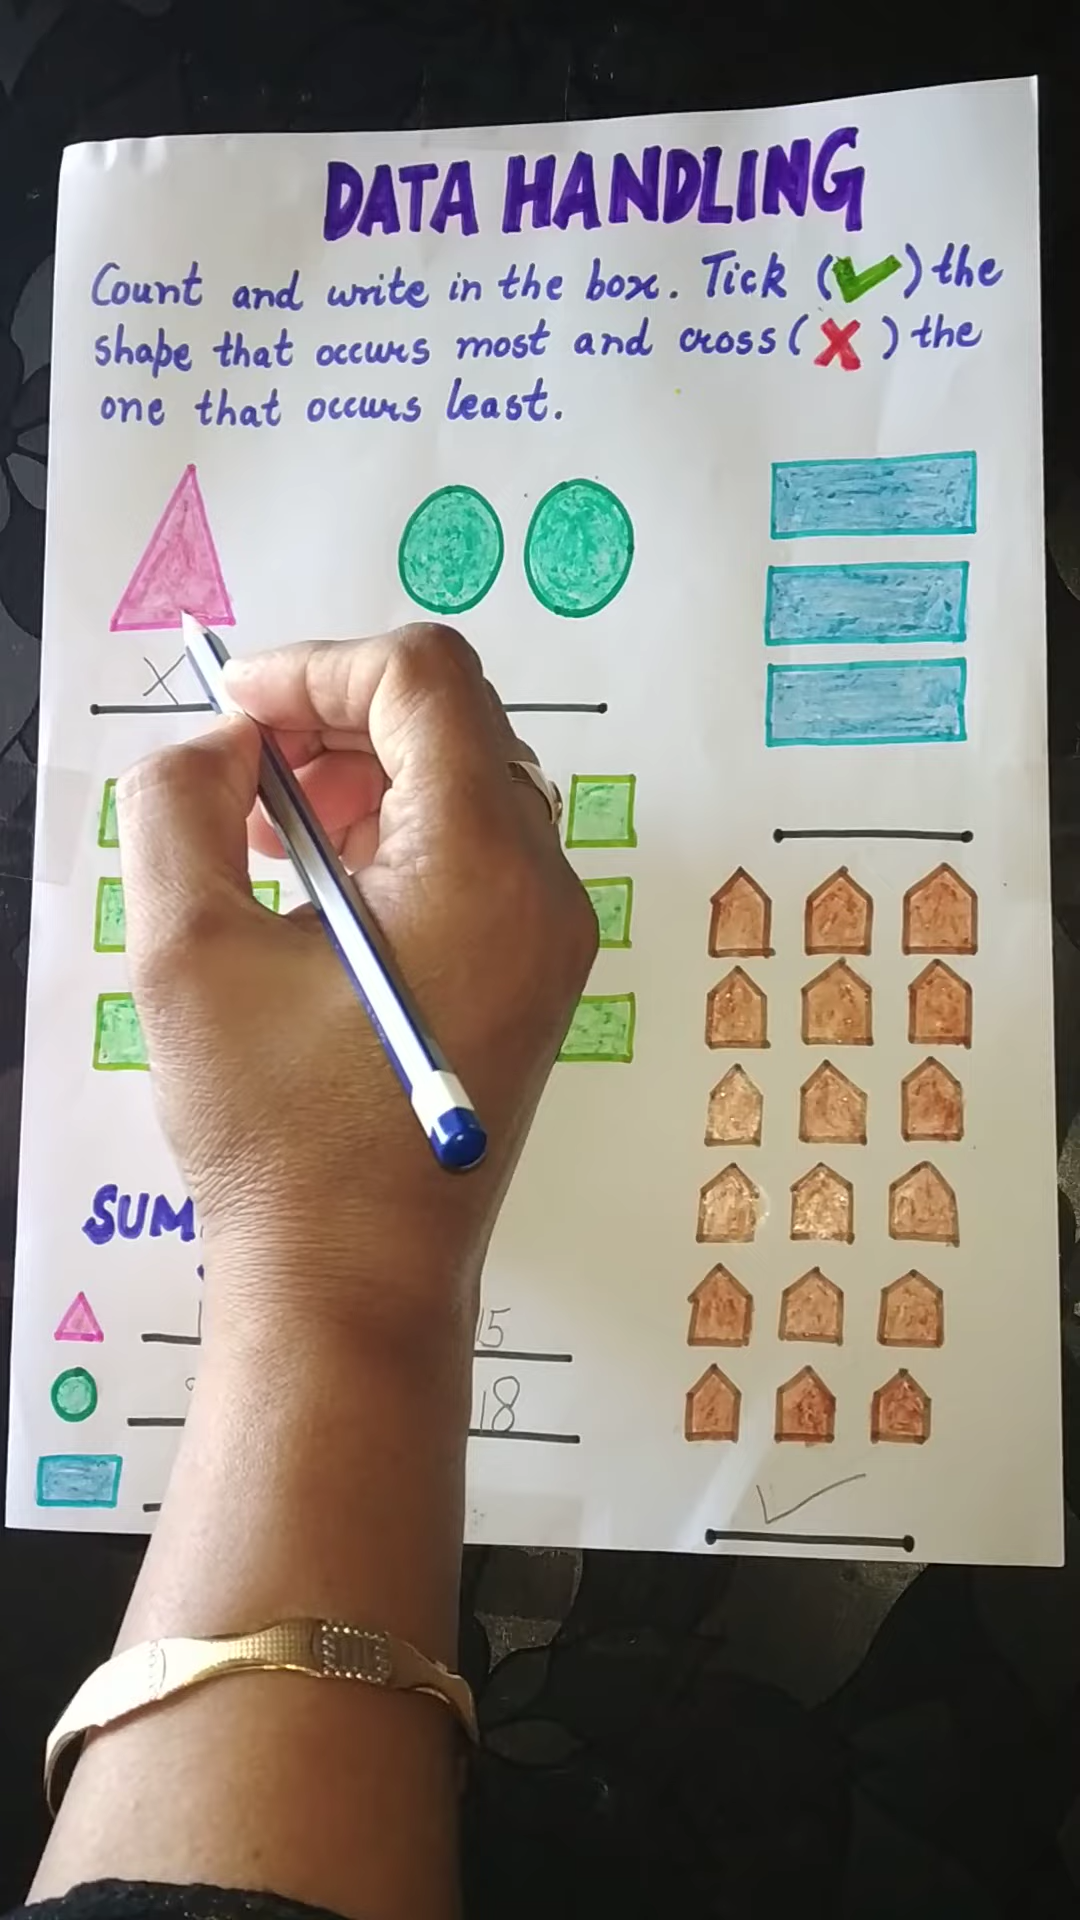 DATA HANDLING
Count and write in the box. Tick (✓) the
shape that occurs most and cross (X) the
one that occurs least.
X
15
18
✓